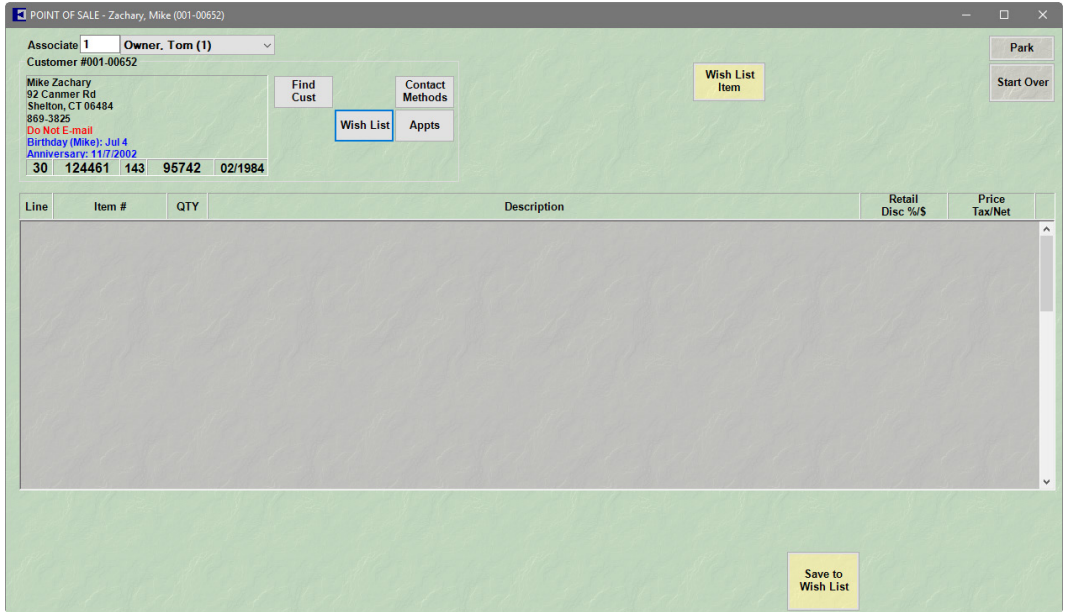 POINT OF SALE - Zachary, Mike (001-00652)
Associate 1 Owner, Tom (1)
Park
Customer #001-00652
Mike Zachary
92 Canmer Rd
Shelton, CT 06484
869-3825
Do Not E-mail
Birthday (Mike): Jul 4
Anniversary: 11/7/2002
30 124461 143 95742 02/1984
Find
Cust
Contact
Methods
Wish List
Appts
Wish List
Item
Start Over
Line Item # QTY Description Retail Price
Disc %/$ Tax/Net
Save to
Wish List